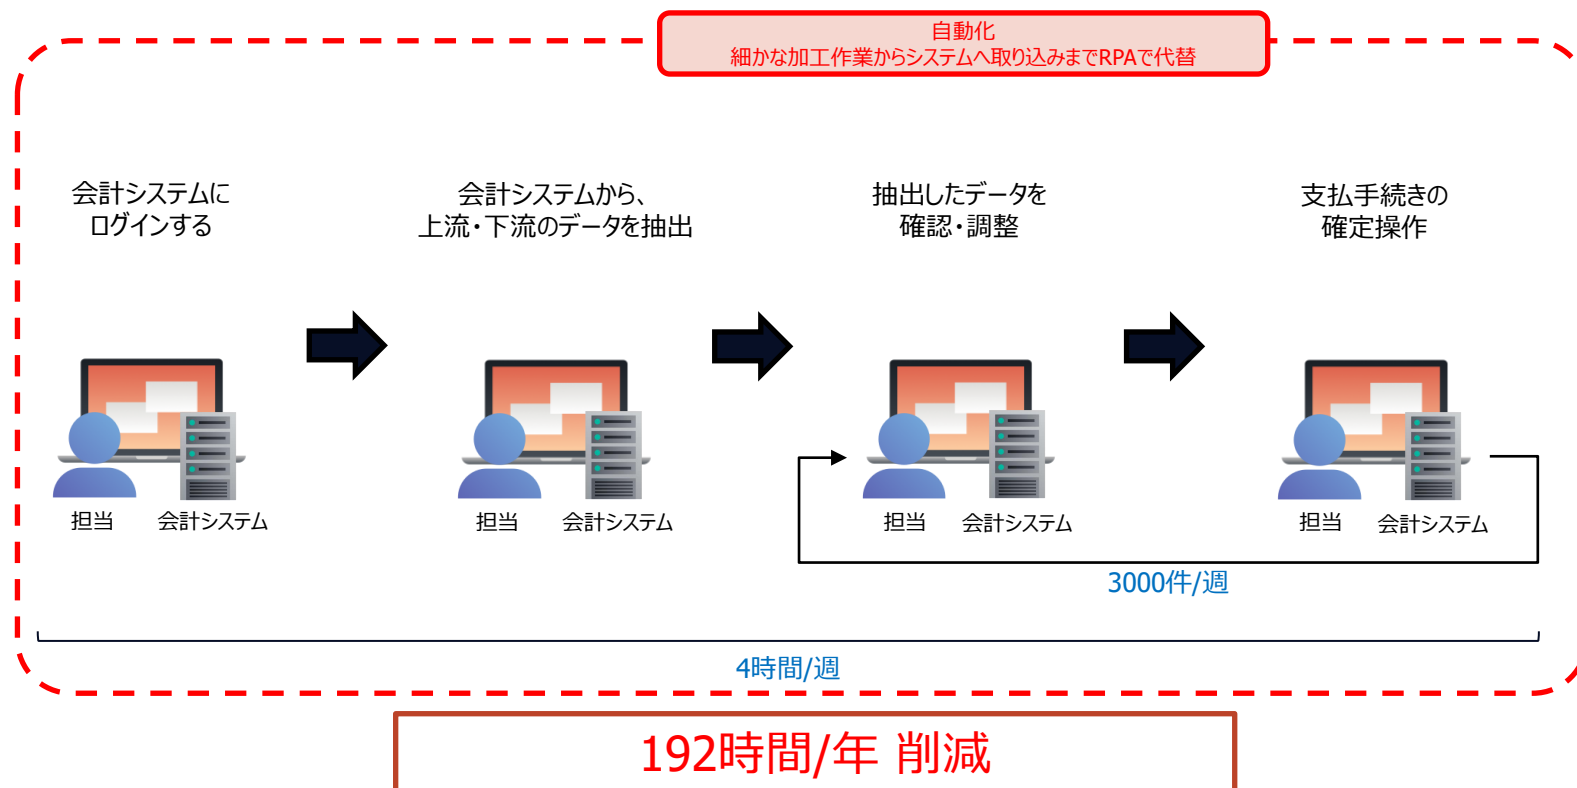 自動化
細かな加工作業からシステムへ取り込みまでRPAで代替
会計システムに
ログインする
会計システムから、
上流・下流のデータを抽出
抽出したデータを
確認・調整
支払手続きの
確定操作
担当
会計システム
担当
会計システム
担当
会計システム
担当
会計システム
3000件/週
4時間/週
192時間/年 削減